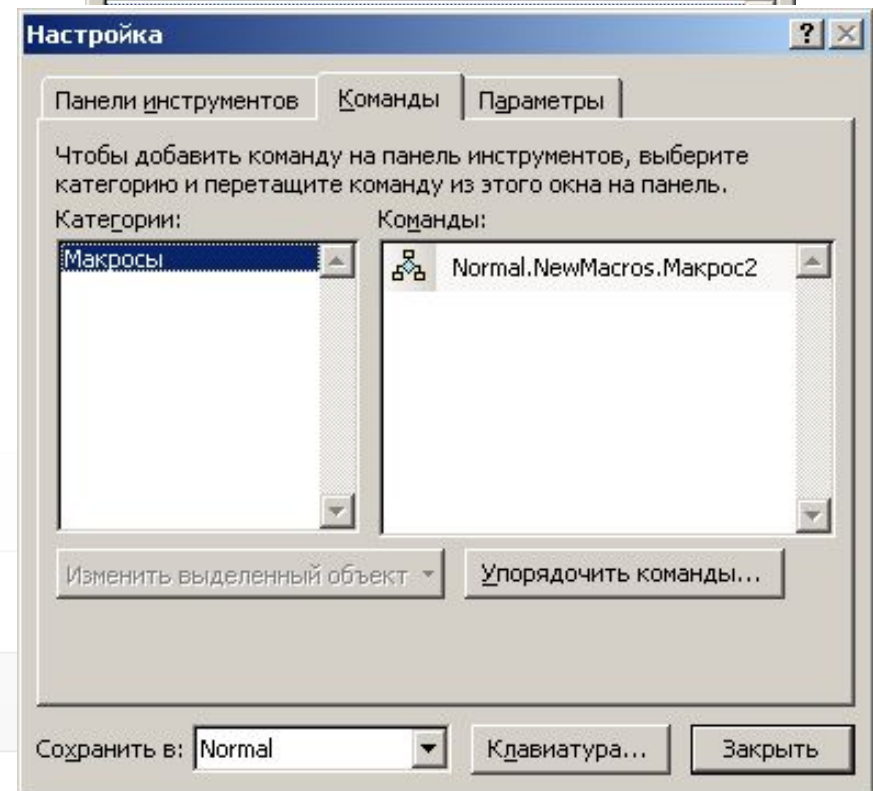 Настройка
Панели инструментов Команды Параметры
Чтобы добавить команду на панель инструментов, выберите
категорию и перетащите команду из этого окна на панель.
Категории: Команды:
Макросы Normal.NewMacros.Макрос2
Изменить выделенный объект Упорядочить команды...
Сохранить в: Normal Клавиатура... Закрыть